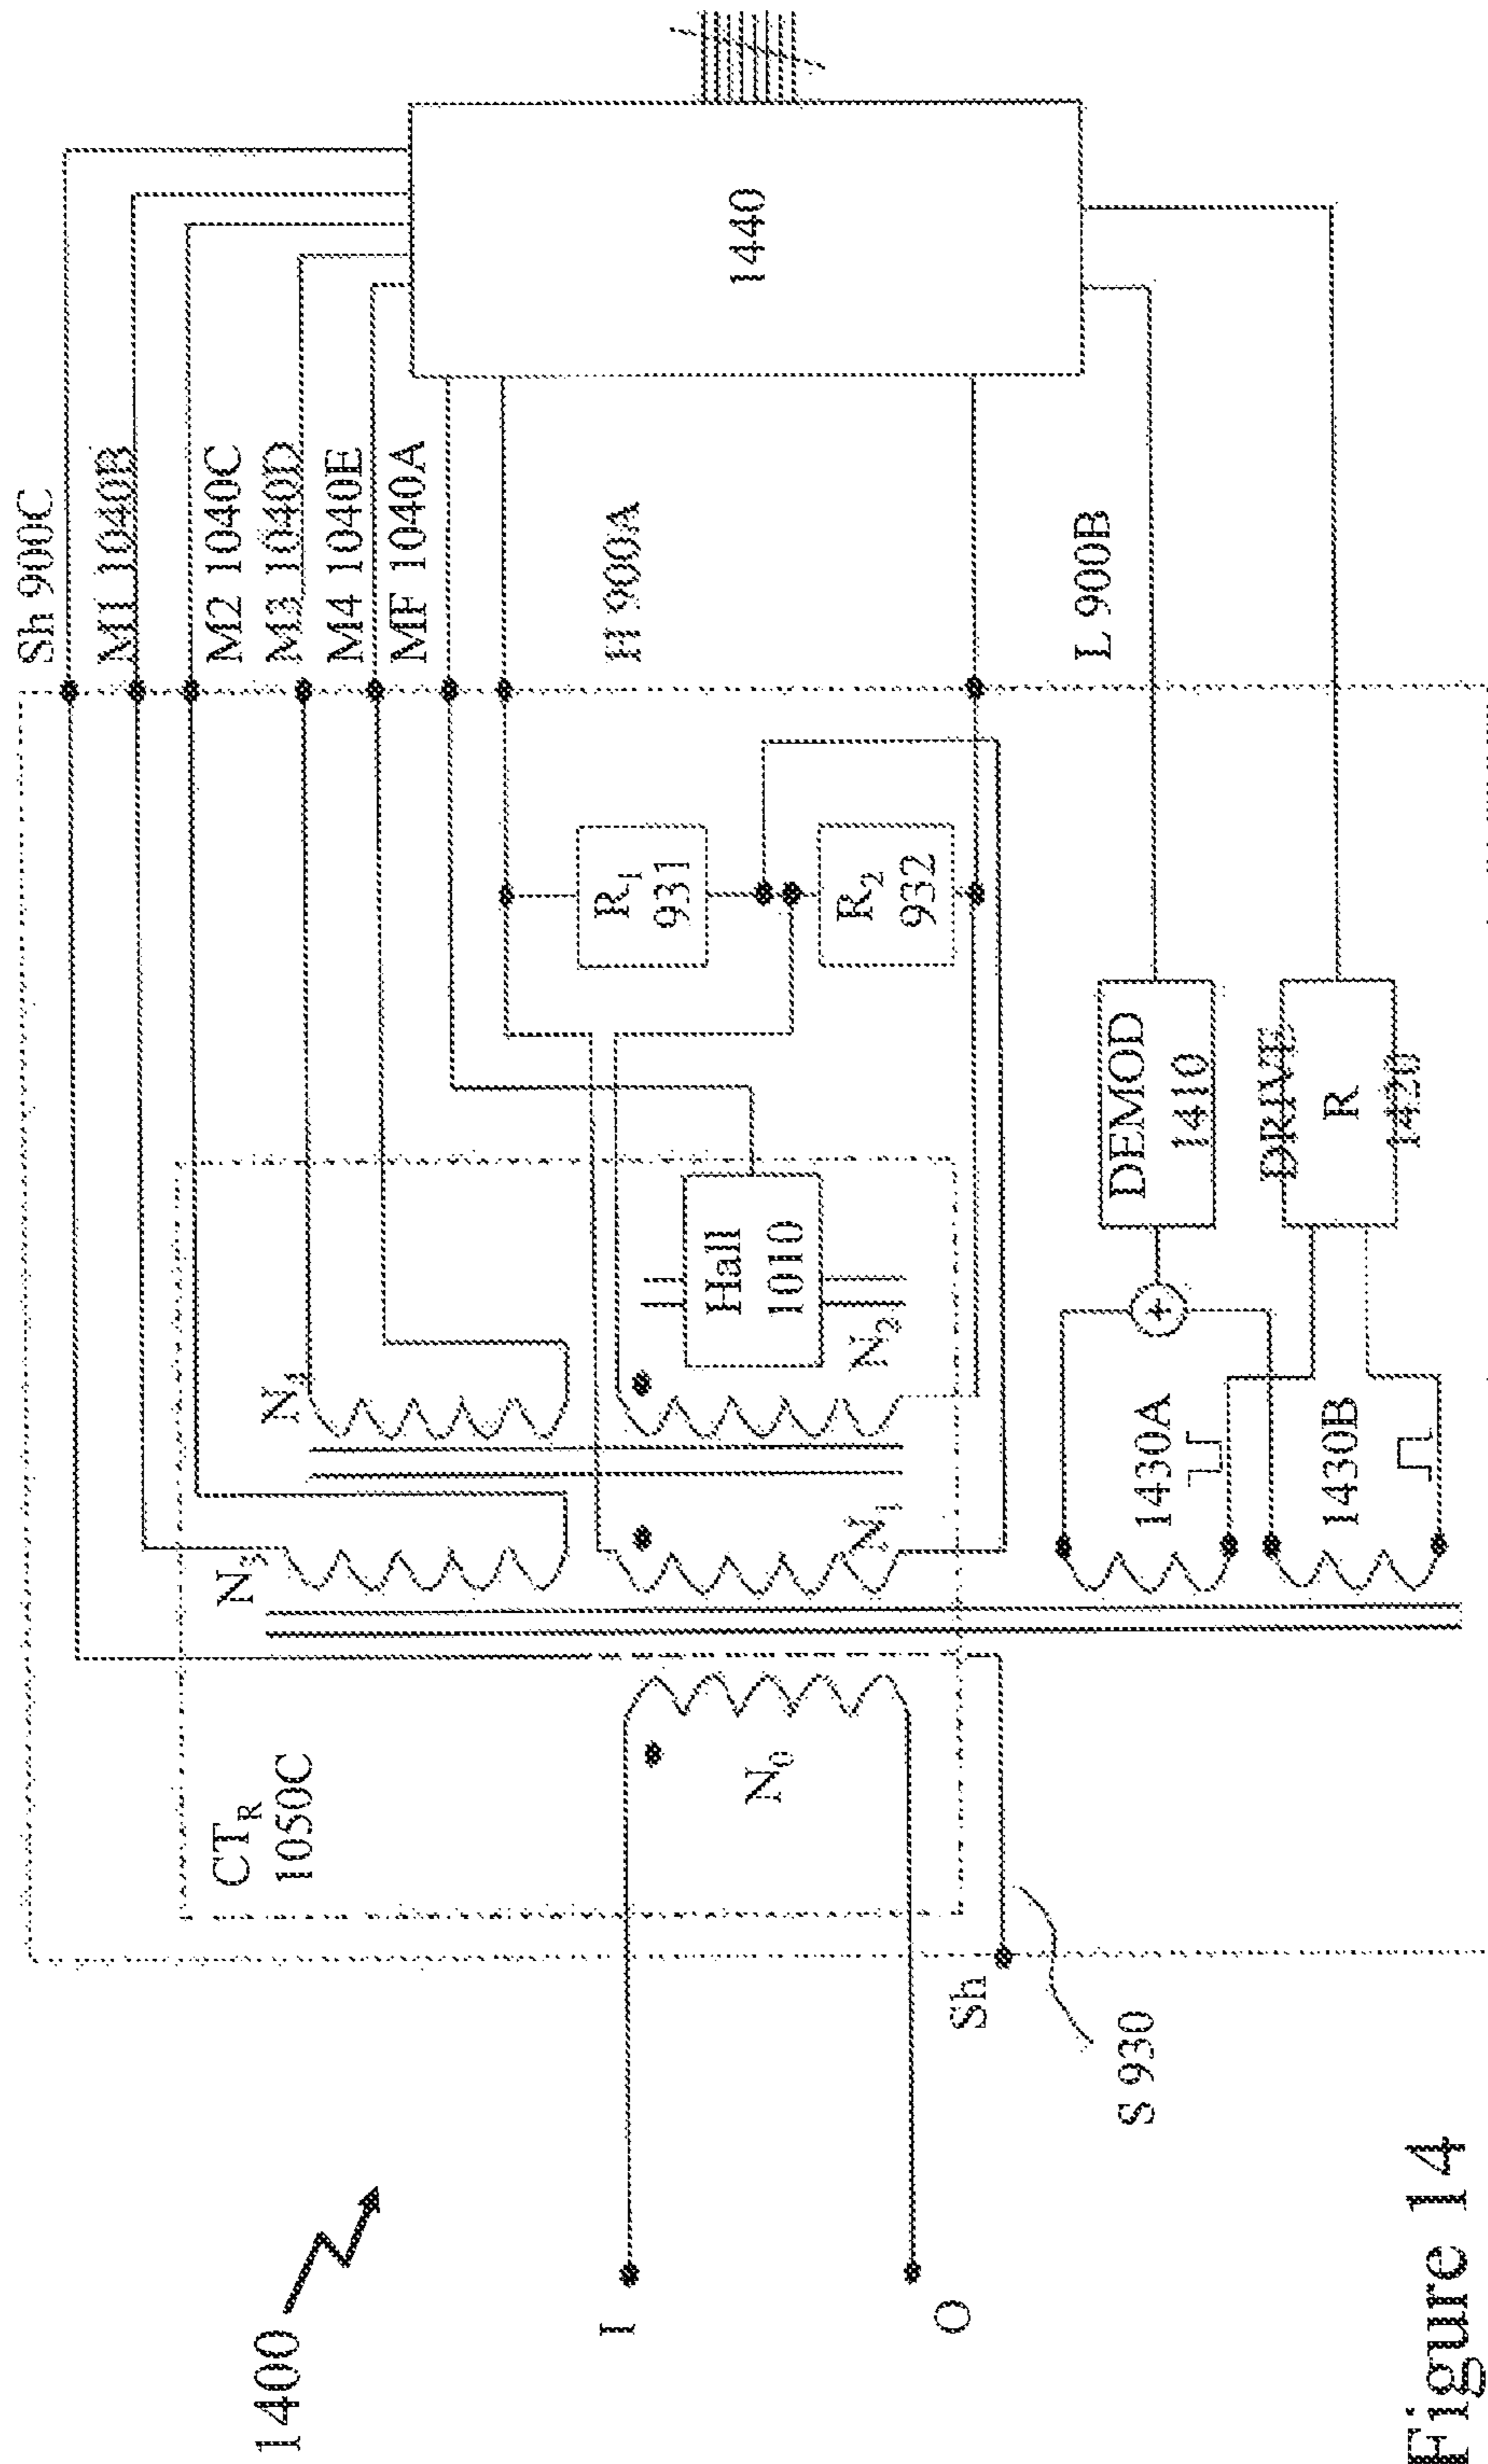 1400
I
O
Sh
S 930
CT_R
1050C
N_0
N_3
N_4
N_1
N_2
Hall
1010
R_1
931
R_2
932
Sh 900C
M1 1040B
M2 1040C
M3 1040D
M4 1040E
MF 1040A
H 900A
L 900B
1440
1430A
1430B
+
DEMOD
1410
DRIVE
R
1420
Figure 14